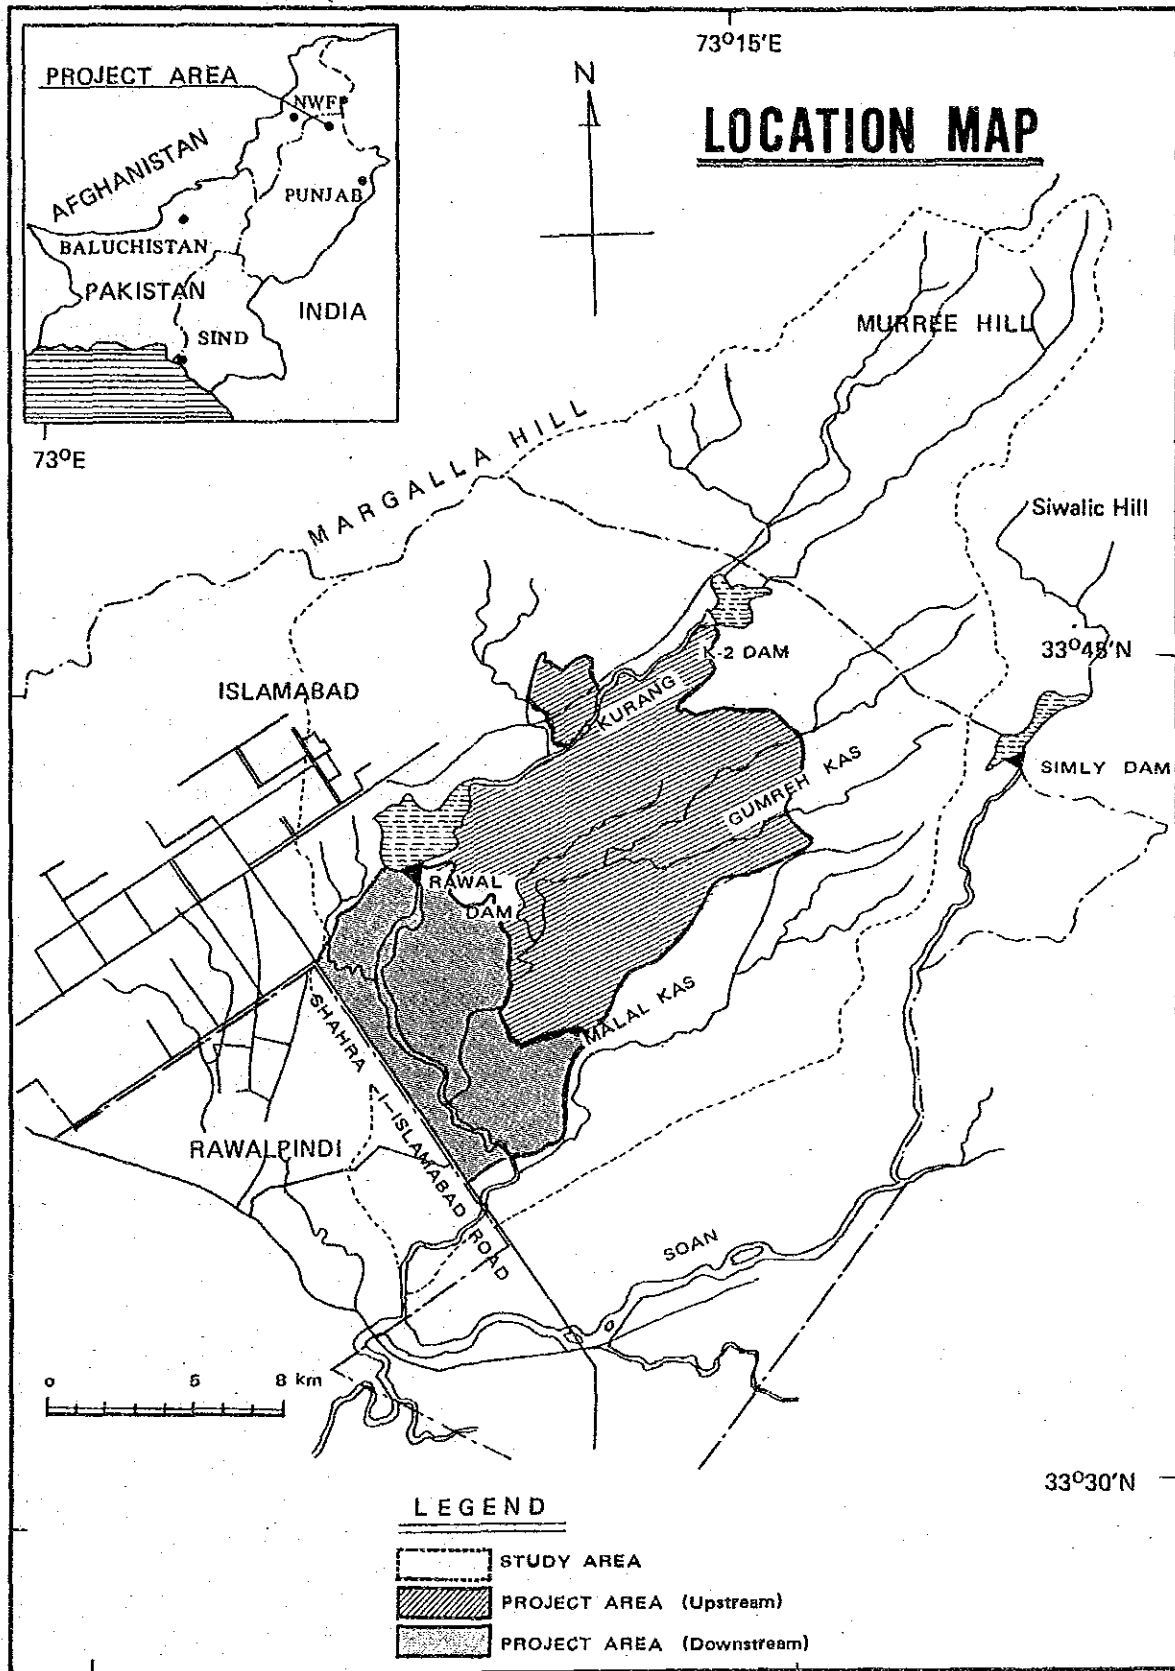 73°15'E
PROJECT AREA
NWFP
AFGHANISTAN
PUNJAB
BALUCHISTAN
PAKISTAN
INDIA
SIND
N
LOCATION MAP
73°E
MURREE HILL
MARGALLA HILL
Siwalic Hill
33°45'N
K-2 DAM
ISLAMABAD
KURANG
SIMLY DAM
GUMREH KAS
RAWAL
DAM
MALAL KAS
SHAHRA-I-ISLAMABAD ROAD
RAWALPINDI
SOAN
0 5 8 km
33°30'N
LEGEND
STUDY AREA
PROJECT AREA (Upstream)
PROJECT AREA (Downstream)